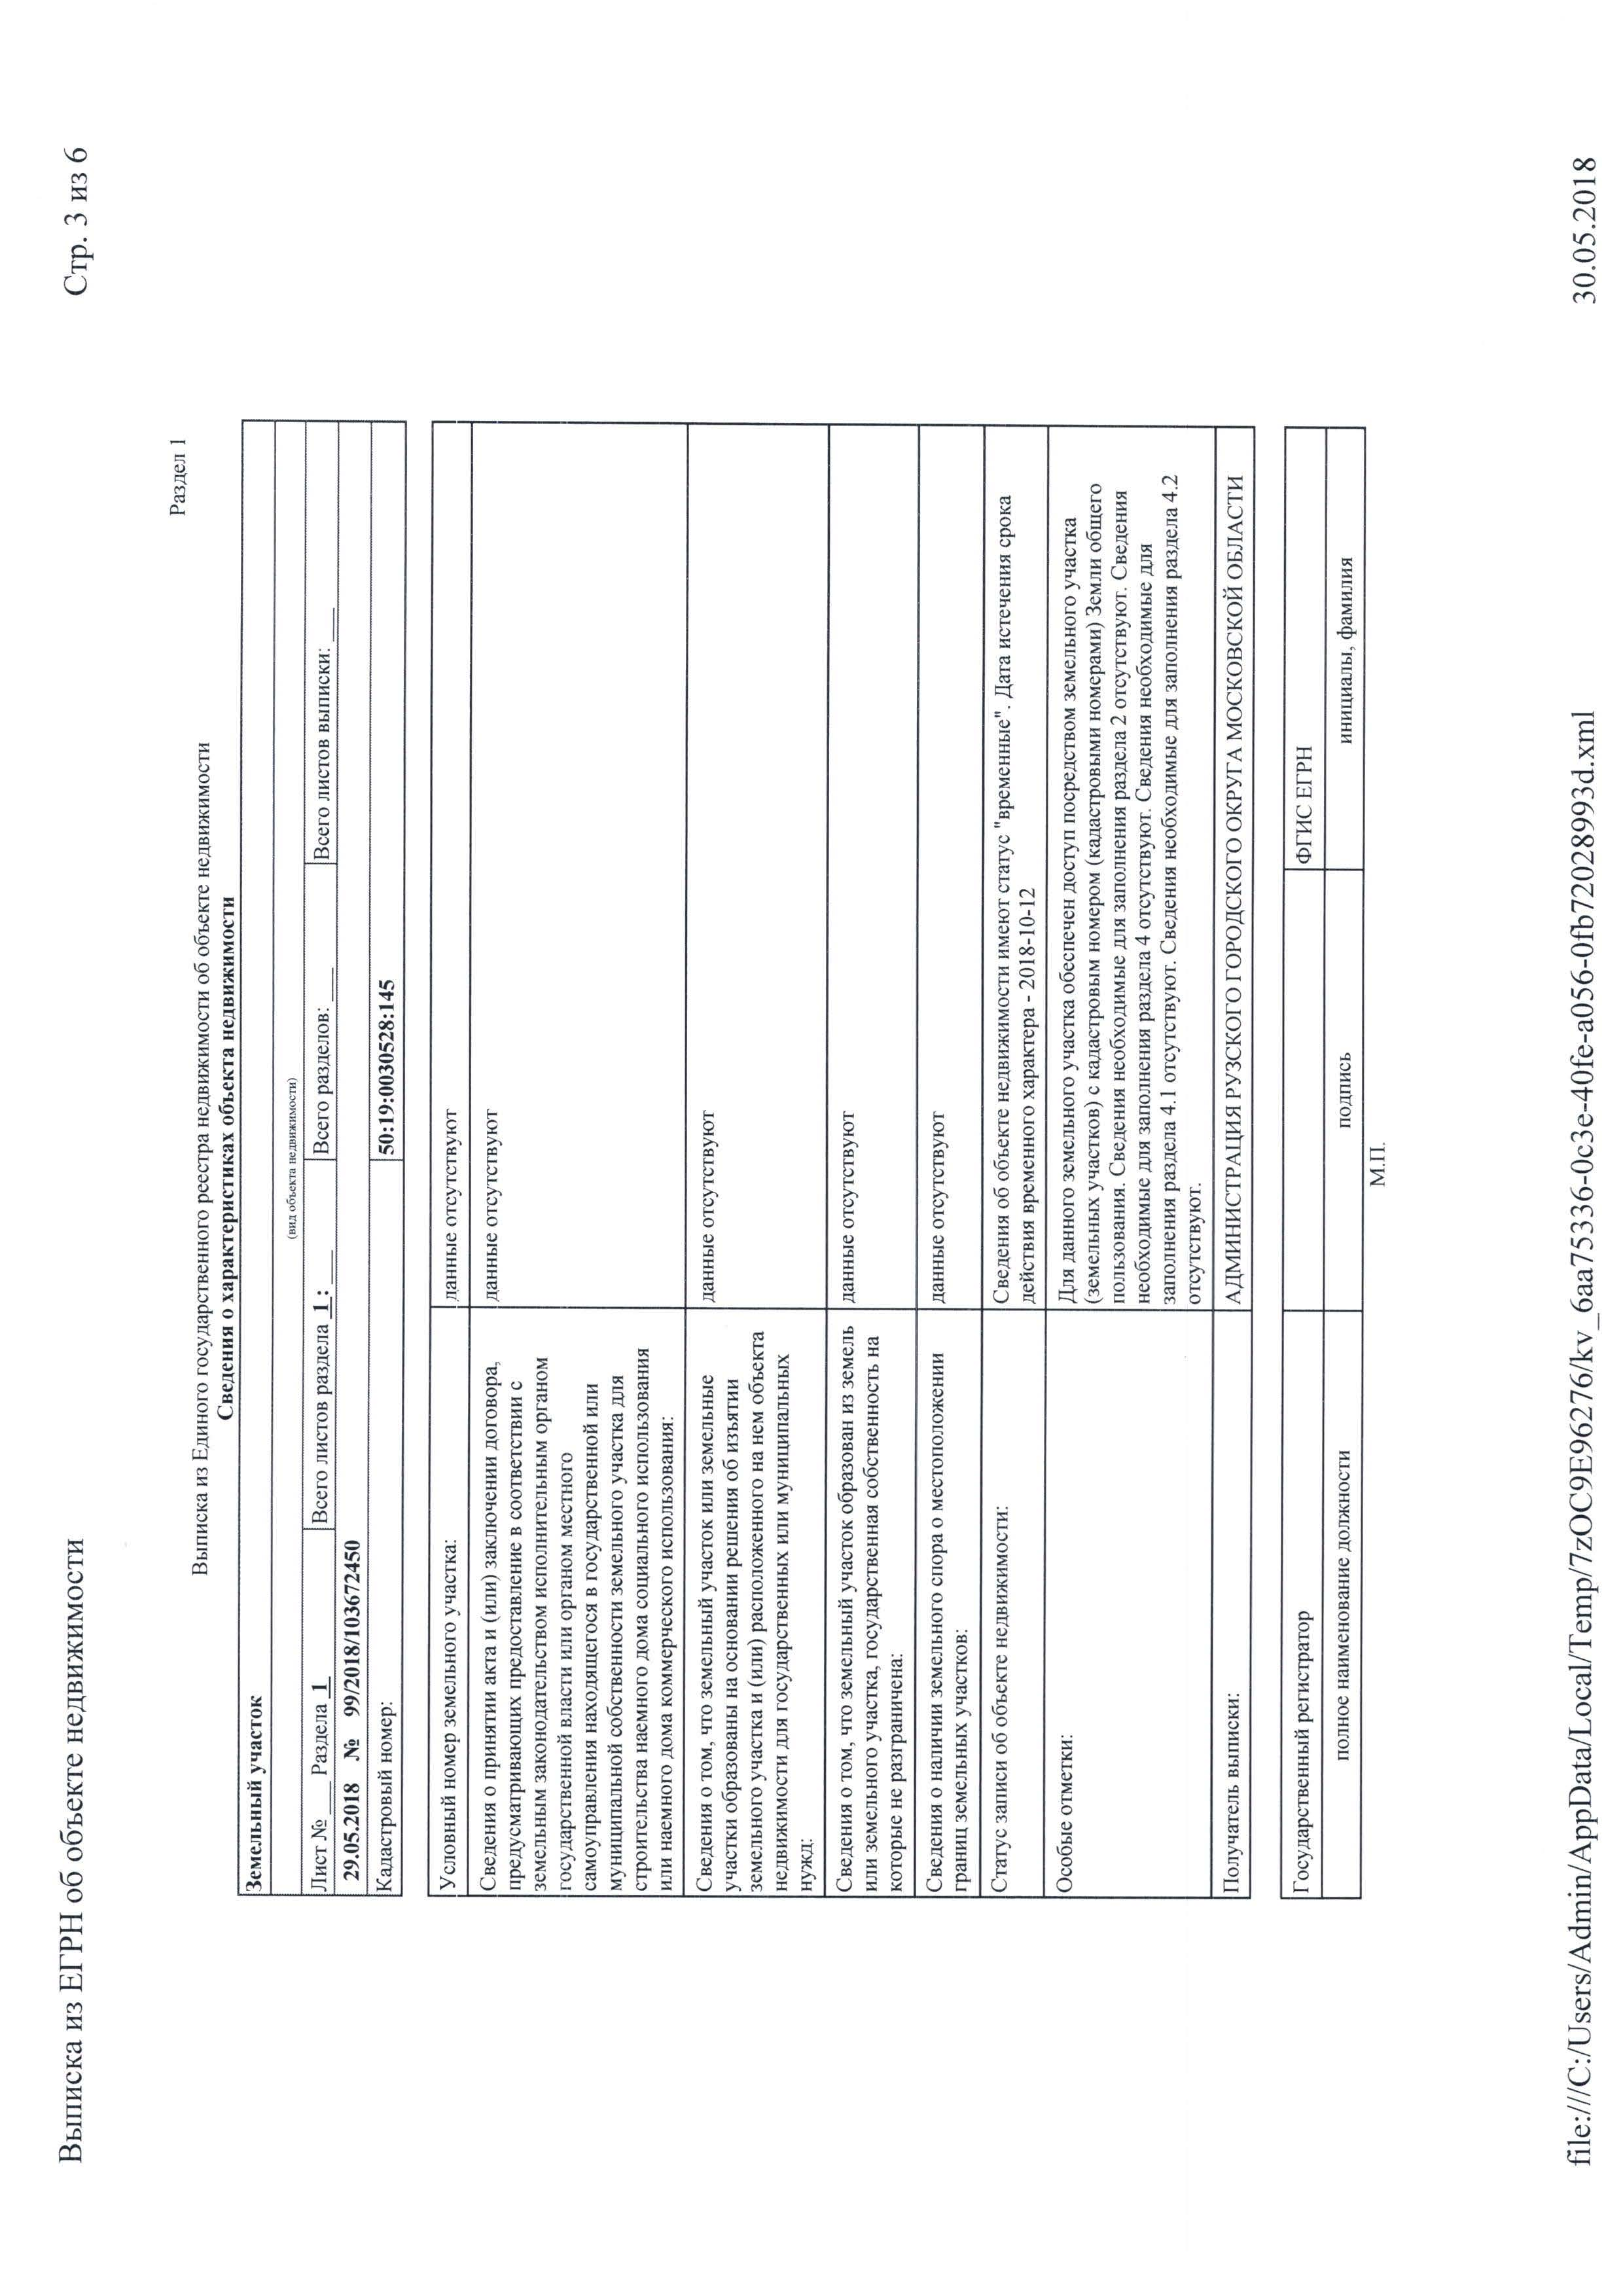 Выписка из ЕГРН об объекте недвижимости
Стр. 3 из 6
Раздел 1
Выписка из Единого государственного реестра недвижимости об объекте недвижимости
Сведения о характеристиках объекта недвижимости
Земельный участок
(вид объекта недвижимости)
Лист № ___ Раздела 1
Всего листов раздела 1 : ___
Всего разделов: ___
Всего листов выписки: ___
29.05.2018 № 99/2018/103672450
Кадастровый номер:
50:19:0030528:145
Условный номер земельного участка:
данные отсутствуют
Сведения о принятии акта и (или) заключении договора,
предусматривающих предоставление в соответствии с
земельным законодательством исполнительным органом
государственной власти или органом местного
самоуправления находящегося в государственной или
муниципальной собственности земельного участка для
строительства наемного дома социального использования
или наемного дома коммерческого использования:
данные отсутствуют
Сведения о том, что земельный участок или земельные
участки образованы на основании решения об изъятии
земельного участка и (или) расположенного на нем объекта
недвижимости для государственных или муниципальных
нужд:
данные отсутствуют
Сведения о том, что земельный участок образован из земель
или земельного участка, государственная собственность на
которые не разграничена:
данные отсутствуют
Сведения о наличии земельного спора о местоположении
границ земельных участков:
данные отсутствуют
Статус записи об объекте недвижимости:
Сведения об объекте недвижимости имеют статус "временные". Дата истечения срока
действия временного характера - 2018-10-12
Особые отметки:
Для данного земельного участка обеспечен доступ посредством земельного участка
(земельных участков) с кадастровым номером (кадастровыми номерами) Земли общего
пользования. Сведения необходимые для заполнения раздела 2 отсутствуют. Сведения
необходимые для заполнения раздела 4 отсутствуют. Сведения необходимые для
заполнения раздела 4.1 отсутствуют. Сведения необходимые для заполнения раздела 4.2
отсутствуют.
Получатель выписки:
АДМИНИСТРАЦИЯ РУЗСКОГО ГОРОДСКОГО ОКРУГА МОСКОВСКОЙ ОБЛАСТИ
Государственный регистратор
ФГИС ЕГРН
полное наименование должности
подпись
инициалы, фамилия
М.П.
file:///C:/Users/Admin/AppData/Local/Temp/7zOC9E96276/kv_6aa75336-0c3e-40fe-a056-0fb72028993d.xml
30.05.2018